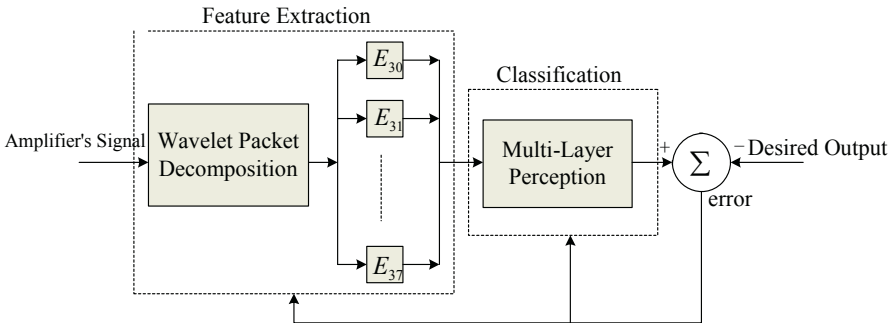 Feature Extraction
Classification
Amplifier's Signal
Wavelet Packet
Decomposition
E30
E31
E37
Multi-Layer
Perception
+
Σ
−
Desired Output
error